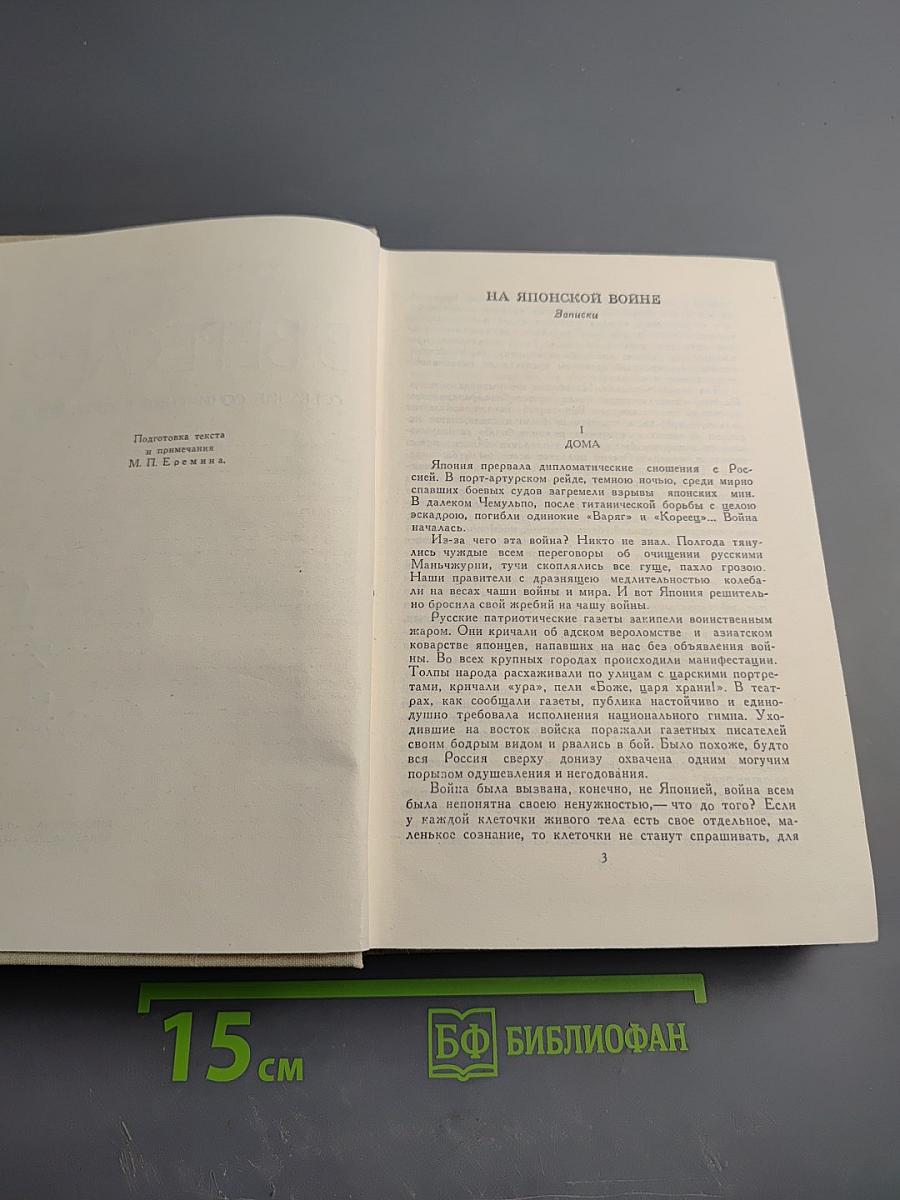 Подготовка текста
и примечания
М. П. Еремина.
НА ЯПОНСКОЙ ВОЙНЕ
Записки
I
ДОМА
Япония прервала дипломатические сношения с Рос-
сией. В порт-артурском рейде, темною ночью, среди мирно
спавших боевых судов загремели взрывы японских мин.
В далеком Чемульпо, после титанической борьбы с целою
эскадрою, погибли одинокие «Варяг» и «Кореец»... Война
началась.
Из-за чего эта война? Никто не знал. Полгода тяну-
лись чуждые всем переговоры об очищении русскими
Маньчжурии, тучи скоплялись все гуще, пахло грозою.
Наши правители с дразнящею медлительностью колеба-
ли на весах чаши войны и мира. И вот Япония решитель-
но бросила свой жребий на чашу войны.
Русские патриотические газеты закипели воинственным
жаром. Они кричали об адском вероломстве и азиатском
коварстве японцев, напавших на нас без объявления вой-
ны. Во всех крупных городах происходили манифестации.
Толпы народа расхаживали по улицам с царскими портре-
тами, кричали «ура», пели «Боже, царя храни!». В теат-
рах, как сообщали газеты, публика настойчиво и едино-
душно требовала исполнения национального гимна. Ухо-
дившие на восток войска поражали газетных писателей
своим бодрым видом и рвались в бой. Было похоже, будто
вся Россия сверху донизу охвачена одним могучим
порывом одушевления и негодования.
Война была вызвана, конечно, не Японией, война всем
была непонятна своею ненужностью,— что до того? Если
у каждой клеточки живого тела есть свое отдельное, ма-
ленькое сознание, то клеточки не станут спрашивать, для
3
15 см
БФ БИБЛИОФАН